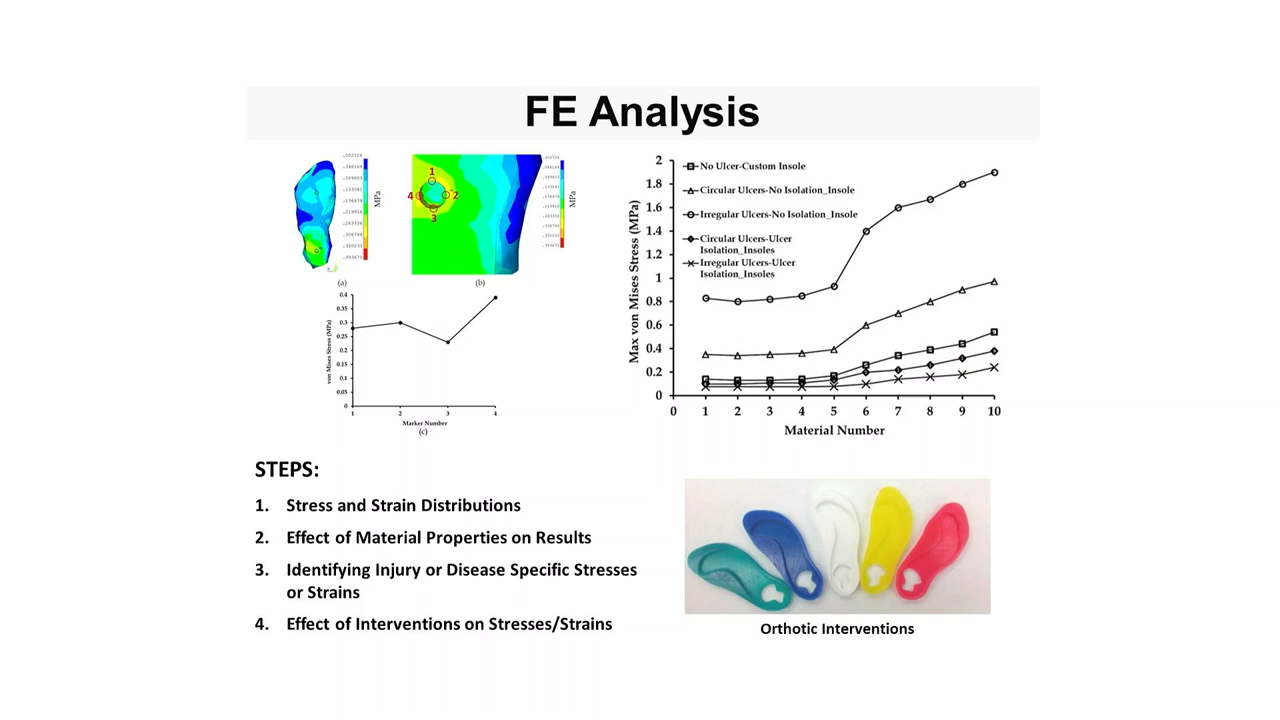 FE Analysis
MPa
(a)
1
4
2
3
MPa
(b)
von Mises Stress (MPa)
0.4
0.35
0.3
0.25
0.2
0.15
0.1
0.05
0
1 2 3 4
Marker Number
(c)
Max von Mises Stress (MPa)
2
1.8
1.6
1.4
1.2
1
0.8
0.6
0.4
0.2
0
No Ulcer-Custom Insole
Circular Ulcers-No Isolation_Insole
Irregular Ulcers-No Isolation_Insole
Circular Ulcers-Ulcer
Isolation_Insoles
Irregular Ulcers-Ulcer
Isolation_Insoles
0 1 2 3 4 5 6 7 8 9 10
Material Number
STEPS:
1. Stress and Strain Distributions
2. Effect of Material Properties on Results
3. Identifying Injury or Disease Specific Stresses
or Strains
4. Effect of Interventions on Stresses/Strains
Orthotic Interventions